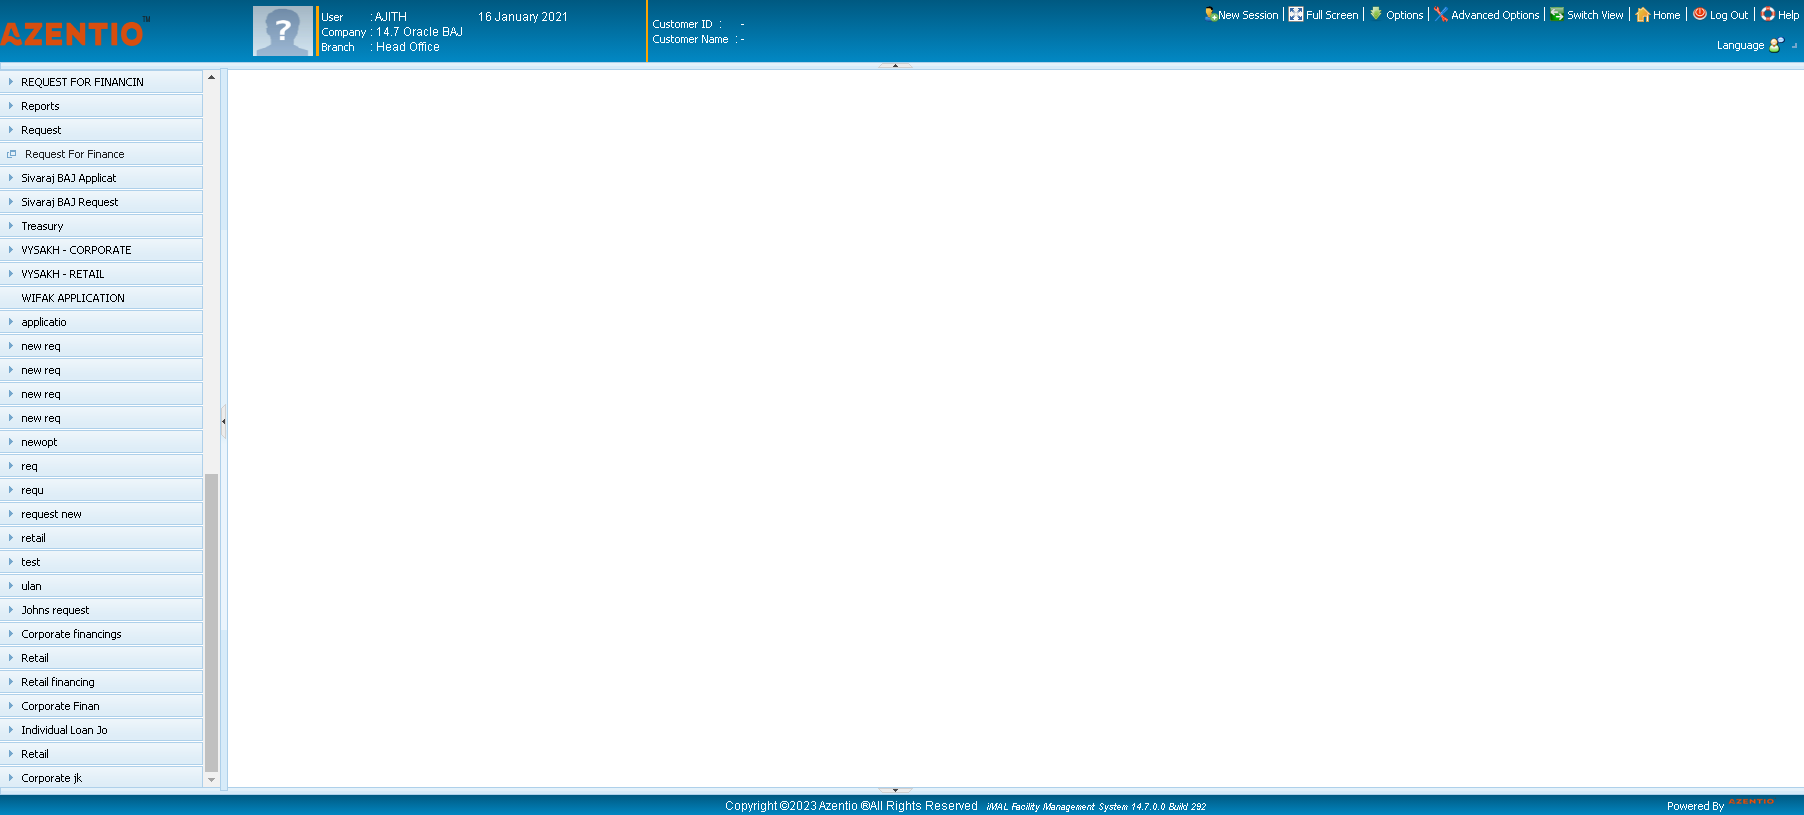 AZENTIO™
User : AJITH 16 January 2021
Company : 14.7 Oracle BAJ
Branch : Head Office
Customer ID : -
Customer Name : -
New Session | Full Screen | Options | Advanced Options | Switch View | Home | Log Out | Help
Language
REQUEST FOR FINANCIN
Reports
Request
Request For Finance
Sivaraj BAJ Applicat
Sivaraj BAJ Request
Treasury
VYSAKH - CORPORATE
VYSAKH - RETAIL
WIFAK APPLICATION
applicatio
new req
new req
new req
new req
newopt
req
requ
request new
retail
test
ulan
Johns request
Corporate financings
Retail
Retail financing
Corporate Finan
Individual Loan Jo
Retail
Corporate jk
Copyright ©2023 Azentio ®All Rights Reserved iMAL Facility Management System 14.7.0.0 Build 292
Powered By AZENTIO